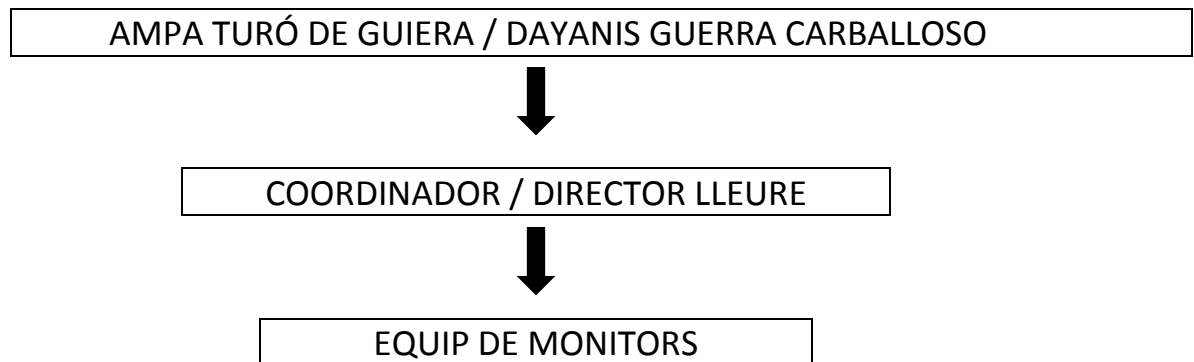 AMPA TURÓ DE GUIERA / DAYANIS GUERRA CARBALLOSO
COORDINADOR / DIRECTOR LLEURE
EQUIP DE MONITORS